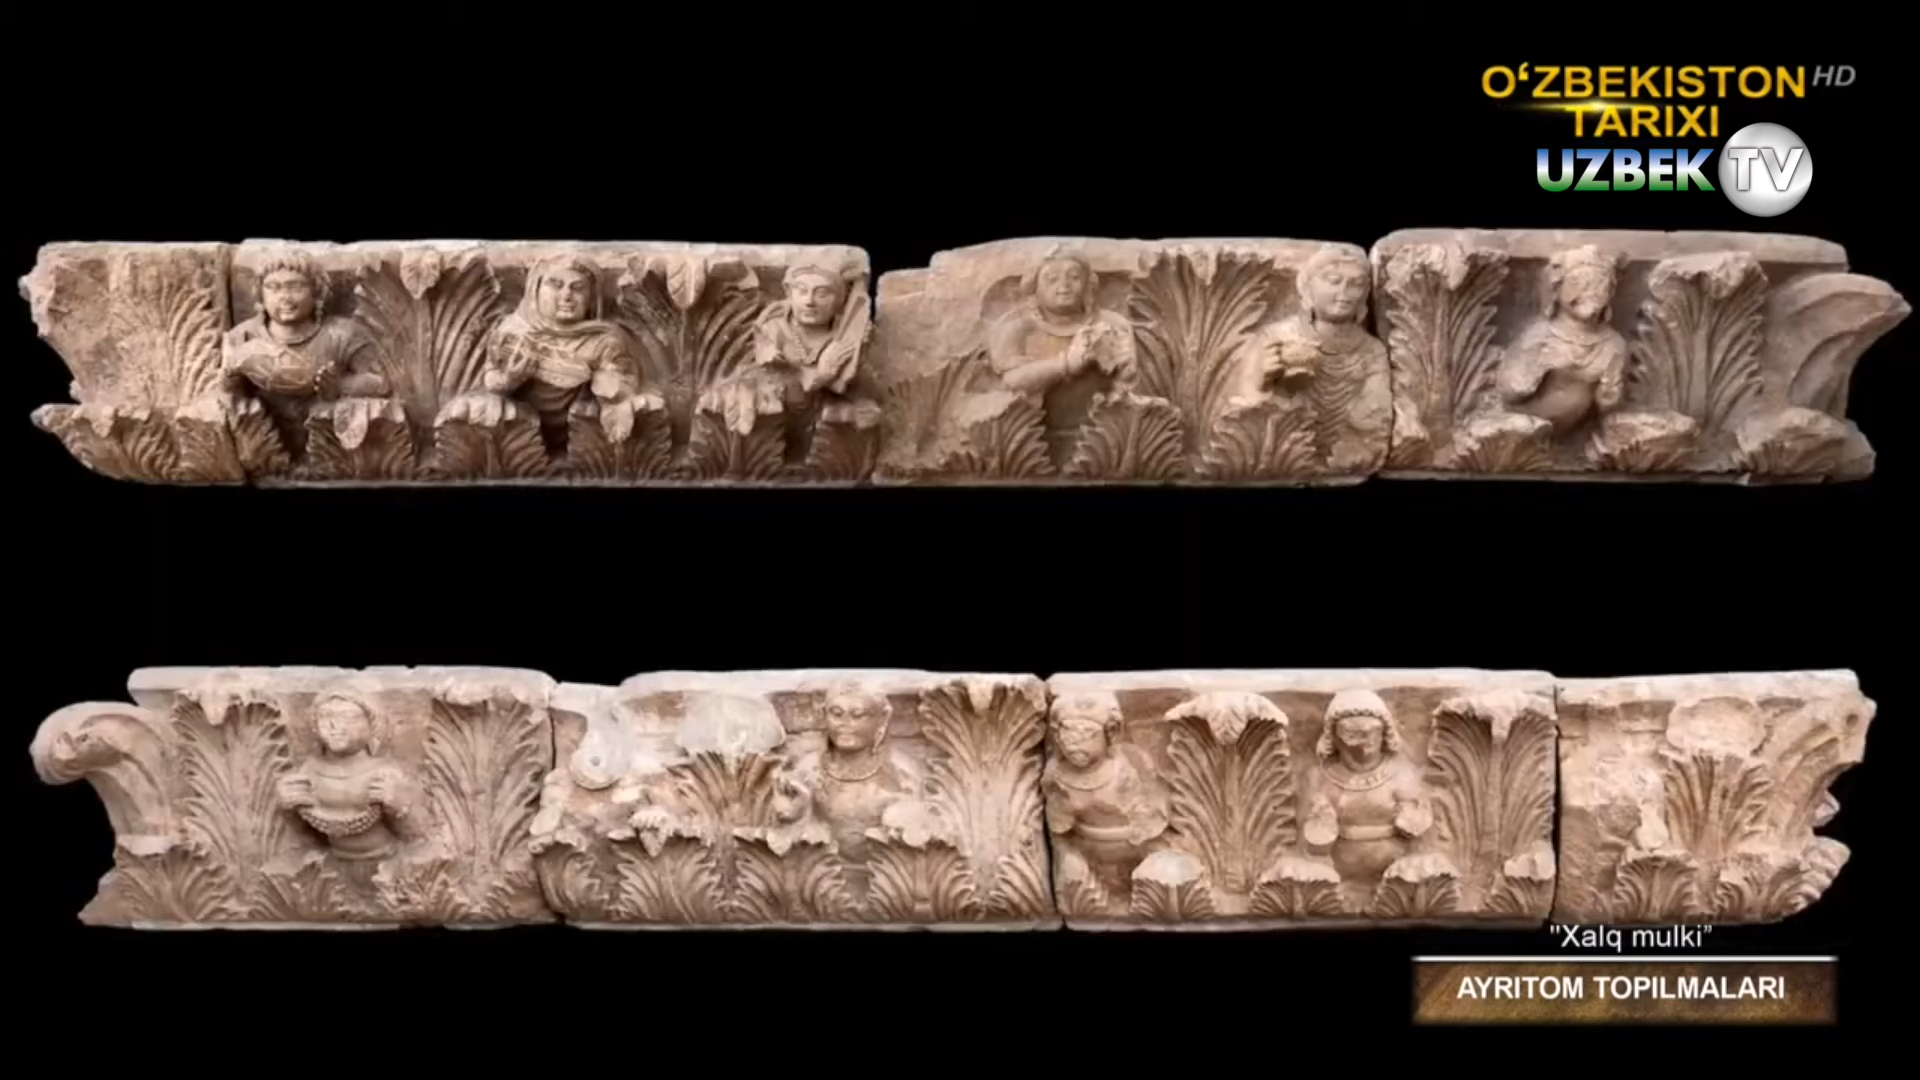 O‘ZBEKISTON HD
TARIXI
UZBEK TV
"Xalq mulki”
AYRITOM TOPILMALARI